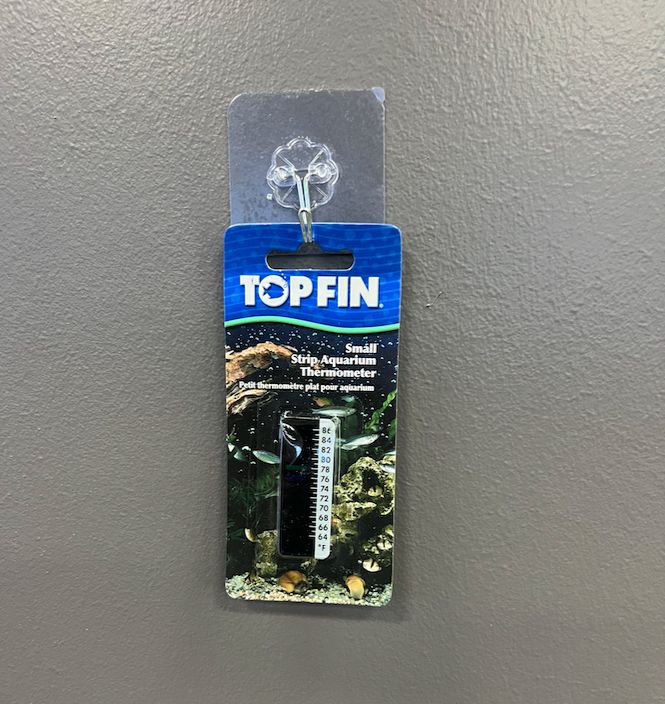 TOP FIN®
Small
Strip Aquarium
Thermometer
Petit thermomètre plat pour aquarium
86
84
82
80
78
76
74
72
70
68
66
64
°F